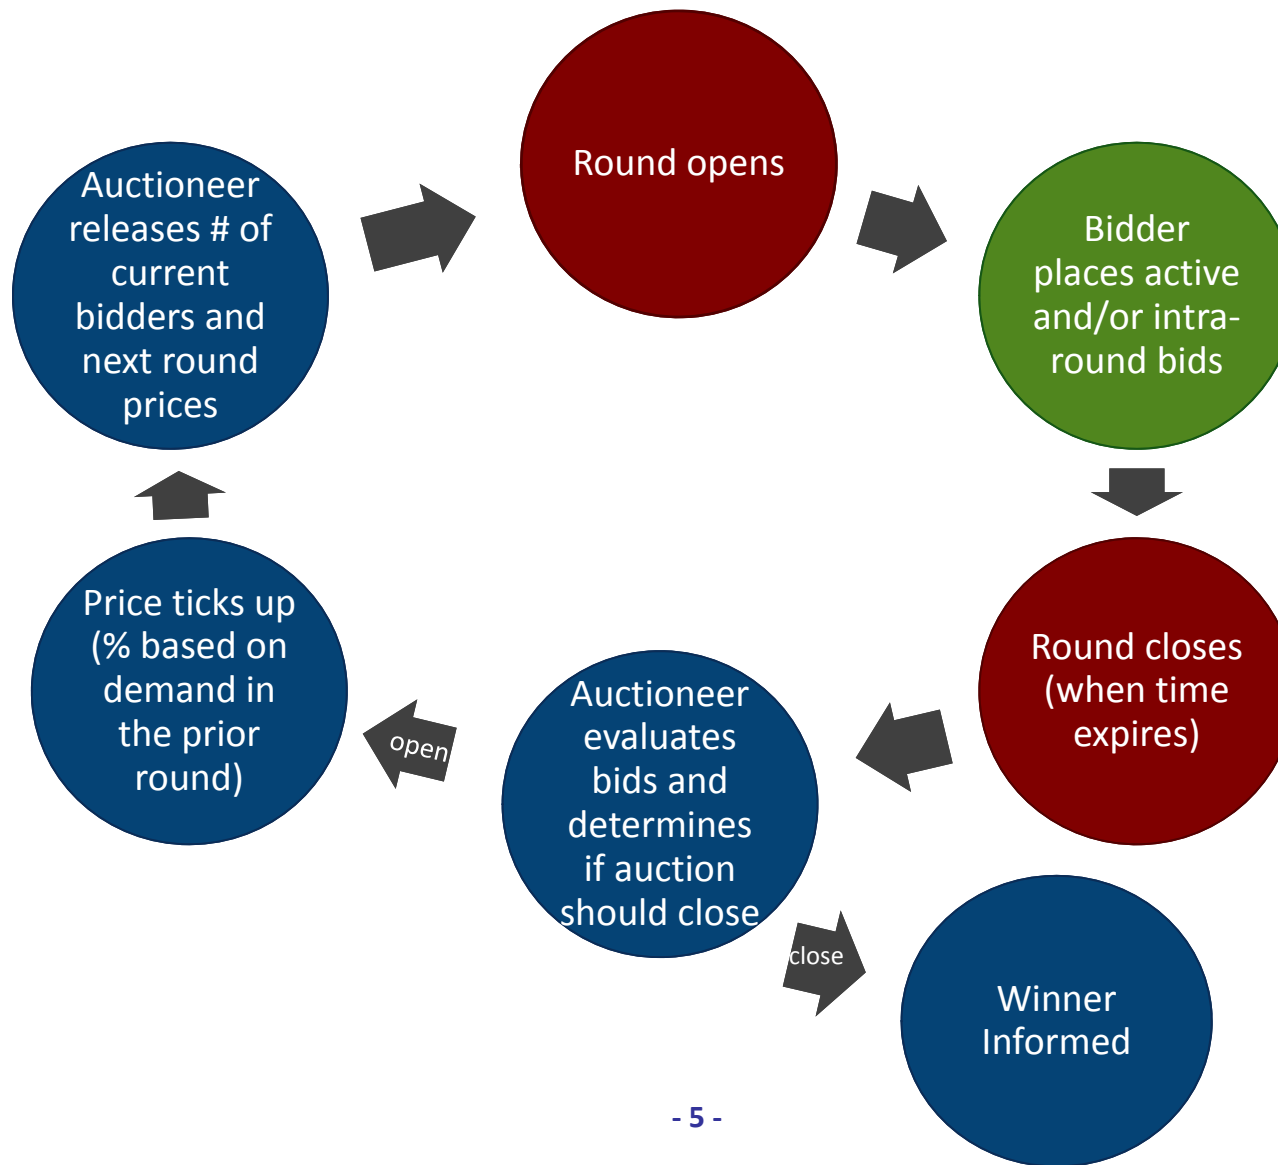 Round opens
Bidder
places active
and/or intra-
round bids
Round closes
(when time
expires)
Auctioneer
evaluates
bids and
determines
if auction
should close
close
Winner
Informed
open
Price ticks up
(% based on
demand in
the prior
round)
Auctioneer
releases # of
current
bidders and
next round
prices
- 5 -